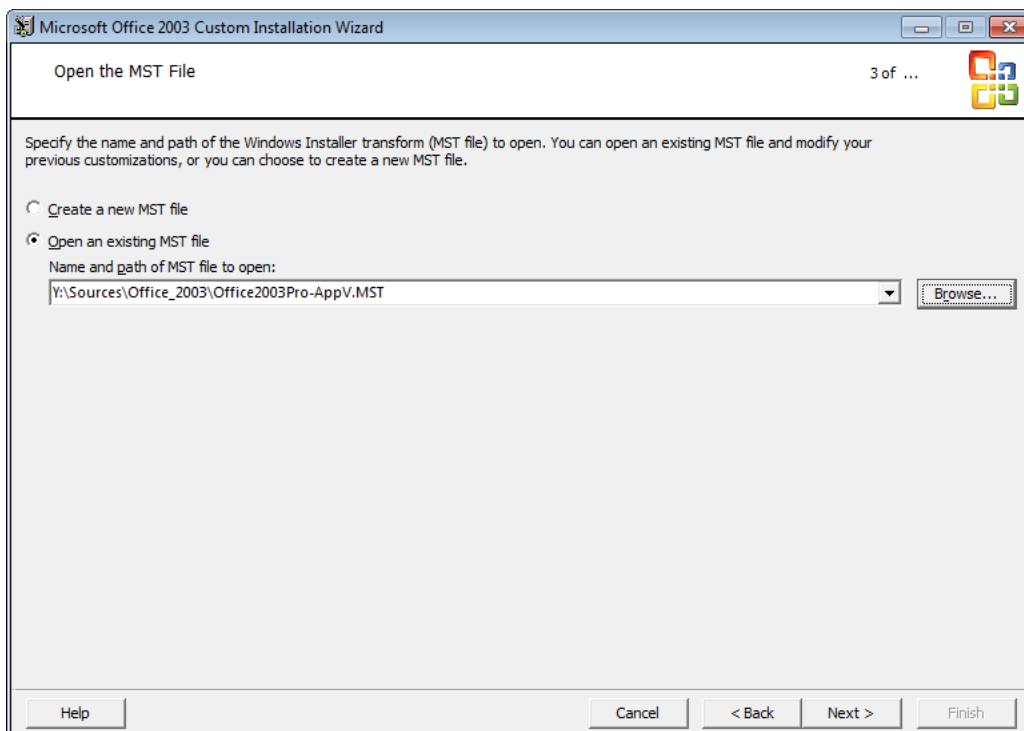 Microsoft Office 2003 Custom Installation Wizard
Open the MST File
3 of ...
Specify the name and path of the Windows Installer transform (MST file) to open. You can open an existing MST file and modify your
previous customizations, or you can choose to create a new MST file.
Create a new MST file
Open an existing MST file
Name and path of MST file to open:
Y:\Sources\Office_2003\Office2003Pro-AppV.MST
Browse...
Help
Cancel
< Back
Next >
Finish